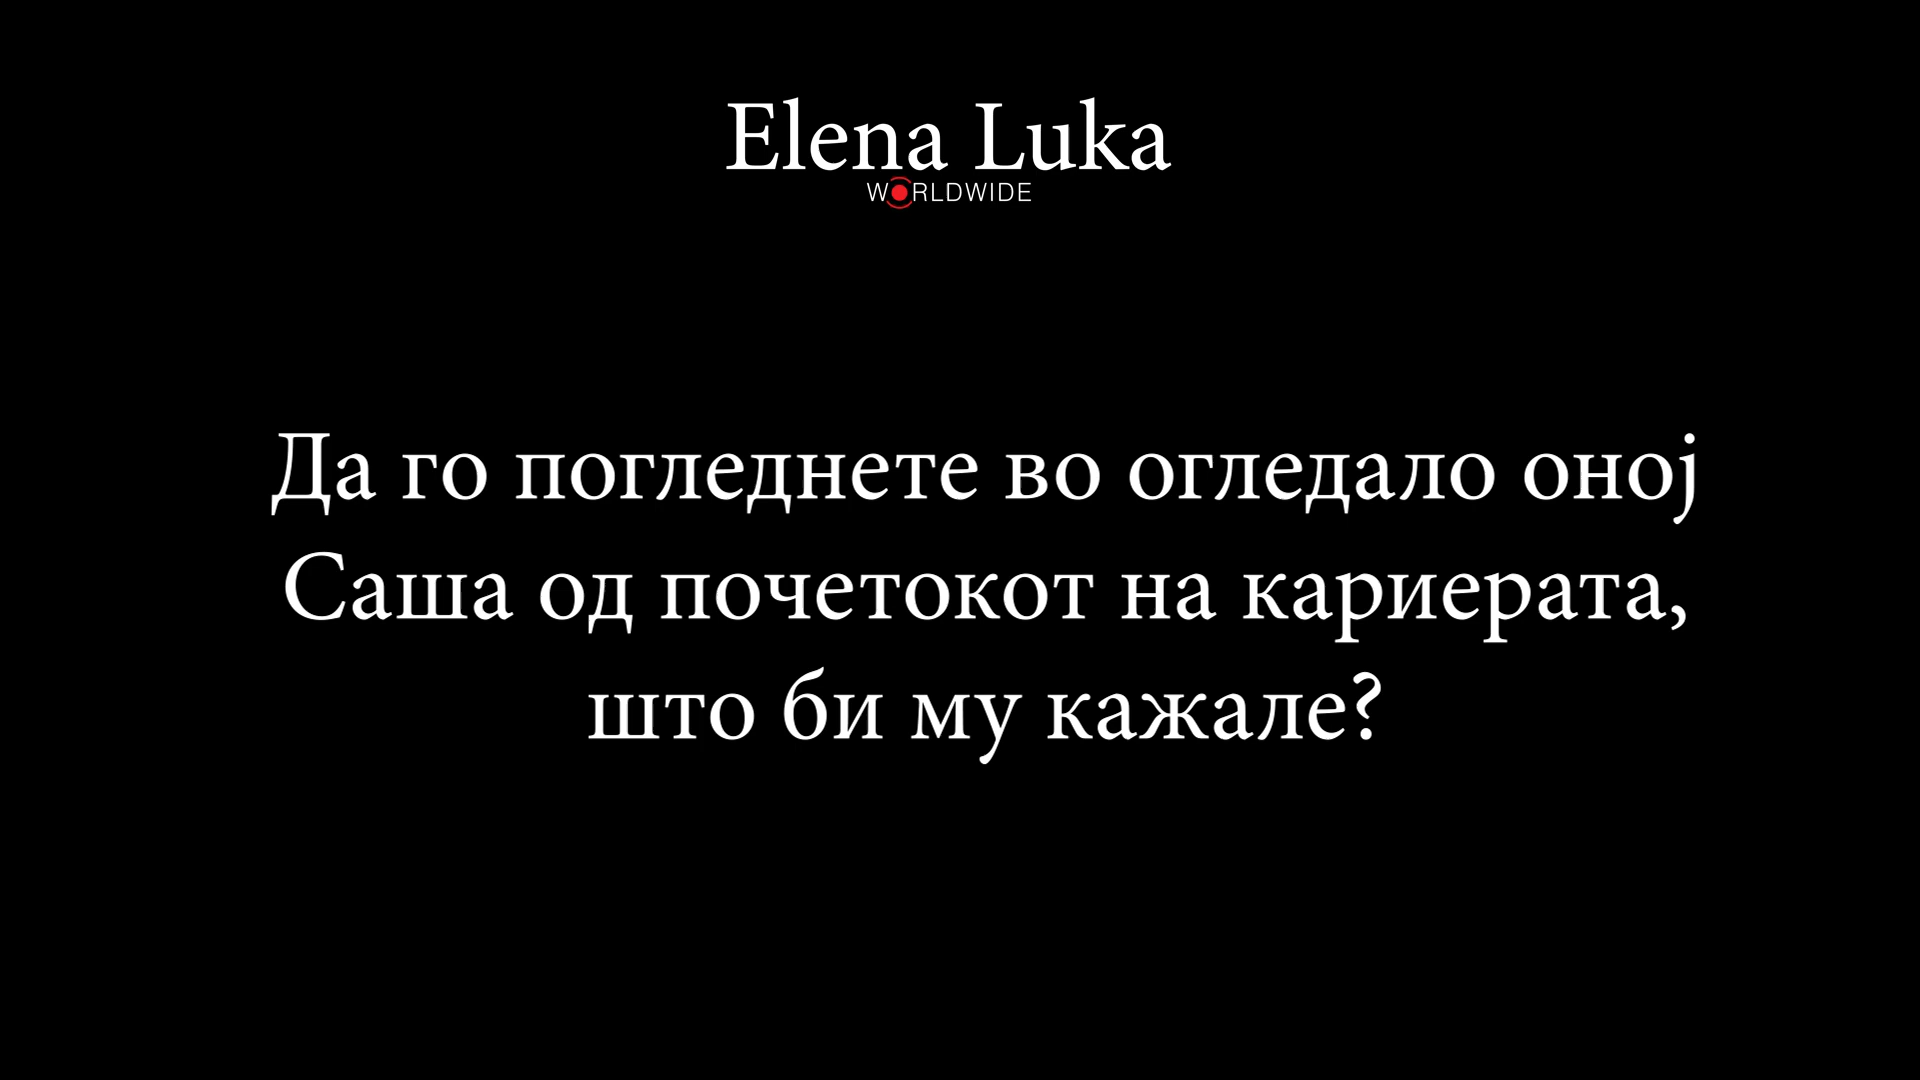 Elena Luka
WORLDWIDE
Да го погледнете во огледало оној
Саша од почетокот на кариерата,
што би му кажале?